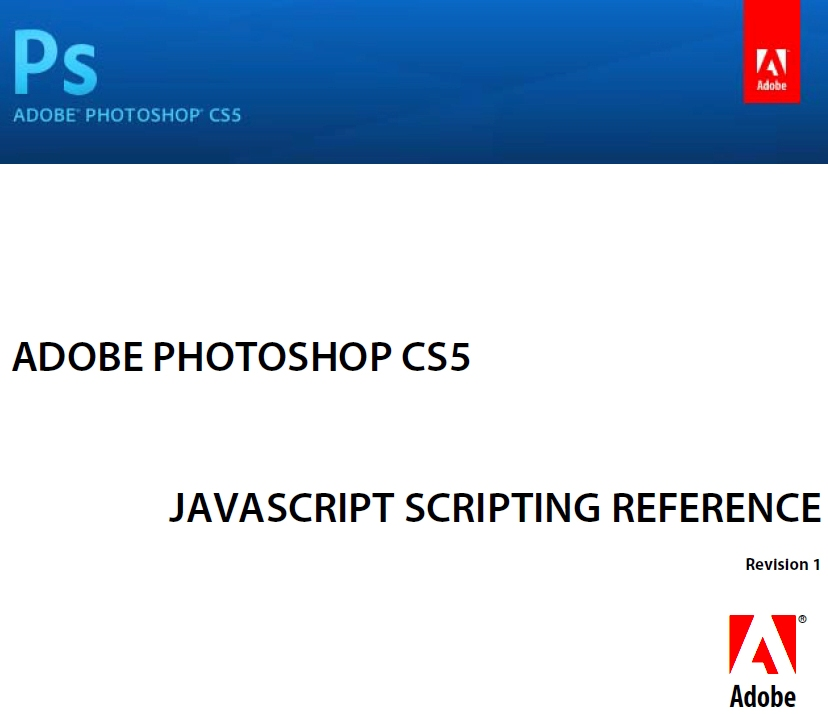 Ps
ADOBE® PHOTOSHOP® CS5
Adobe
ADOBE PHOTOSHOP CS5
JAVASCRIPT SCRIPTING REFERENCE
Revision 1
®
Adobe